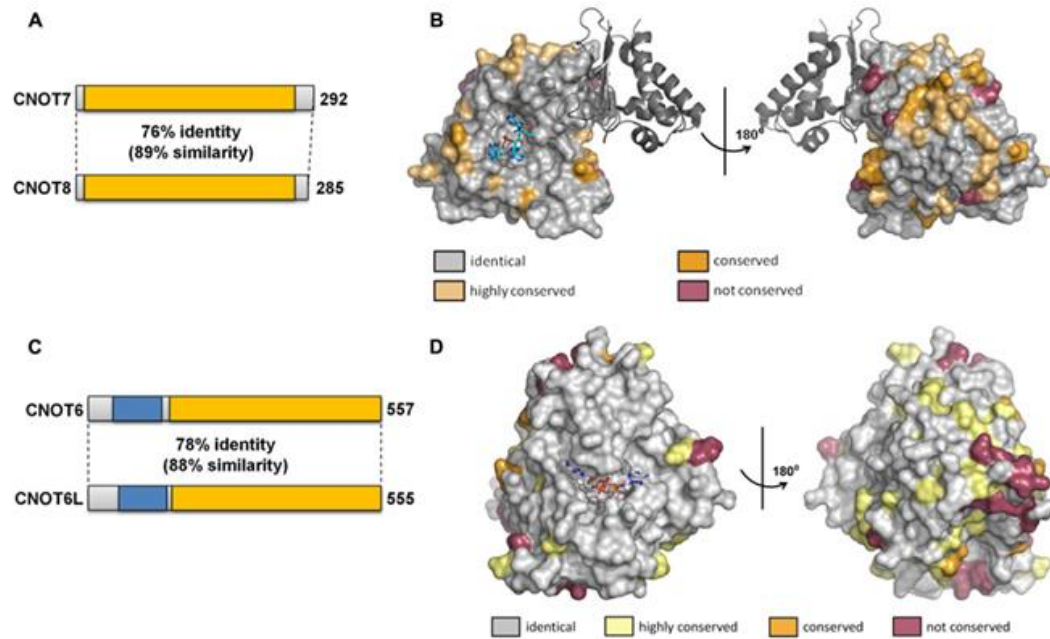 A
CNOT7
292
76% identity
(89% similarity)
CNOT8
285
B
180°
identical
conserved
highly conserved
not conserved
C
CNOT6
557
78% identity
(88% similarity)
CNOT6L
555
D
180°
identical
highly conserved
conserved
not conserved